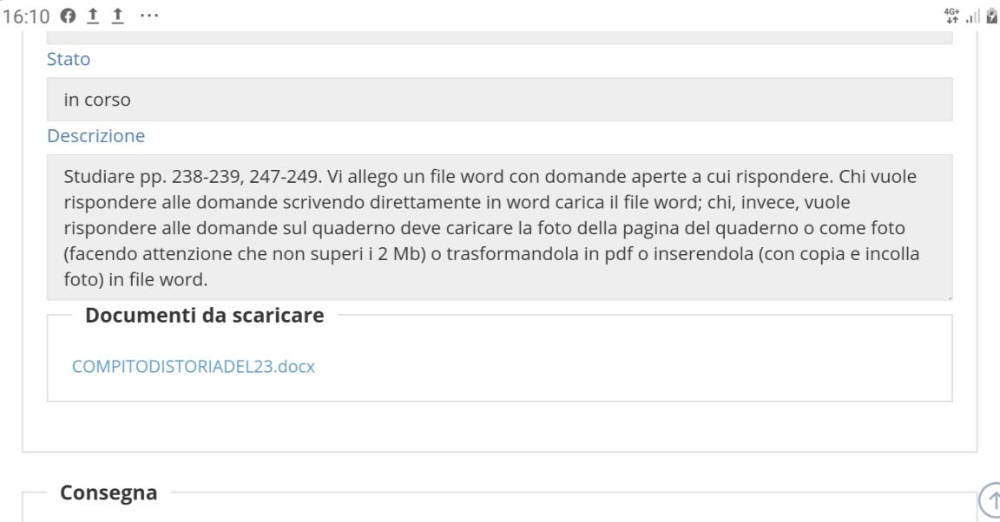 16:10
4G+
Stato
in corso
Descrizione
Studiare pp. 238-239, 247-249. Vi allego un file word con domande aperte a cui rispondere. Chi vuole
rispondere alle domande scrivendo direttamente in word carica il file word; chi, invece, vuole
rispondere alle domande sul quaderno deve caricare la foto della pagina del quaderno o come foto
(facendo attenzione che non superi i 2 Mb) o trasformandola in pdf o inserendola (con copia e incolla
foto) in file word.
Documenti da scaricare
COMPITODISTORIADEL23.docx
Consegna